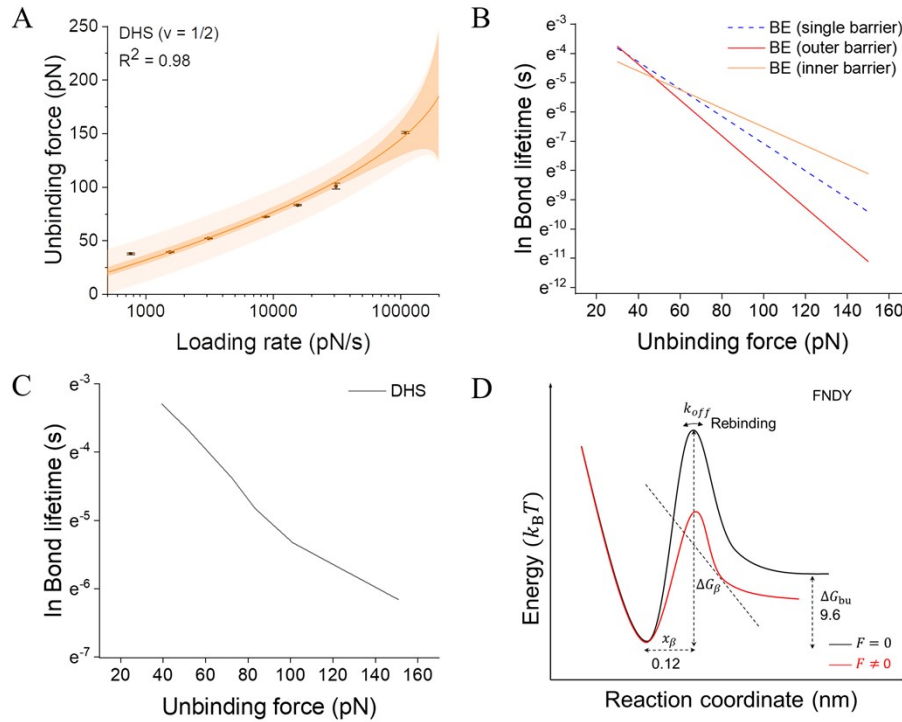 A
DHS (v = 1/2)
R² = 0.98
Unbinding force (pN)
250
200
150
100
50
0
1000
10000
100000
Loading rate (pN/s)
B
BE (single barrier)
BE (outer barrier)
BE (inner barrier)
ln Bond lifetime (s)
e⁻³
e⁻⁴
e⁻⁵
e⁻⁶
e⁻⁷
e⁻⁸
e⁻⁹
e⁻¹⁰
e⁻¹¹
e⁻¹²
20 40 60 80 100 120 140 160
Unbinding force (pN)
C
DHS
ln Bond lifetime (s)
e⁻³
e⁻⁴
e⁻⁵
e⁻⁶
e⁻⁷
20 40 60 80 100 120 140 160
Unbinding force (pN)
D
FNDY
k_off
Rebinding
Energy (k_BT)
ΔG_β
ΔG_bu
9.6
x_β
0.12
F = 0
F ≠ 0
Reaction coordinate (nm)